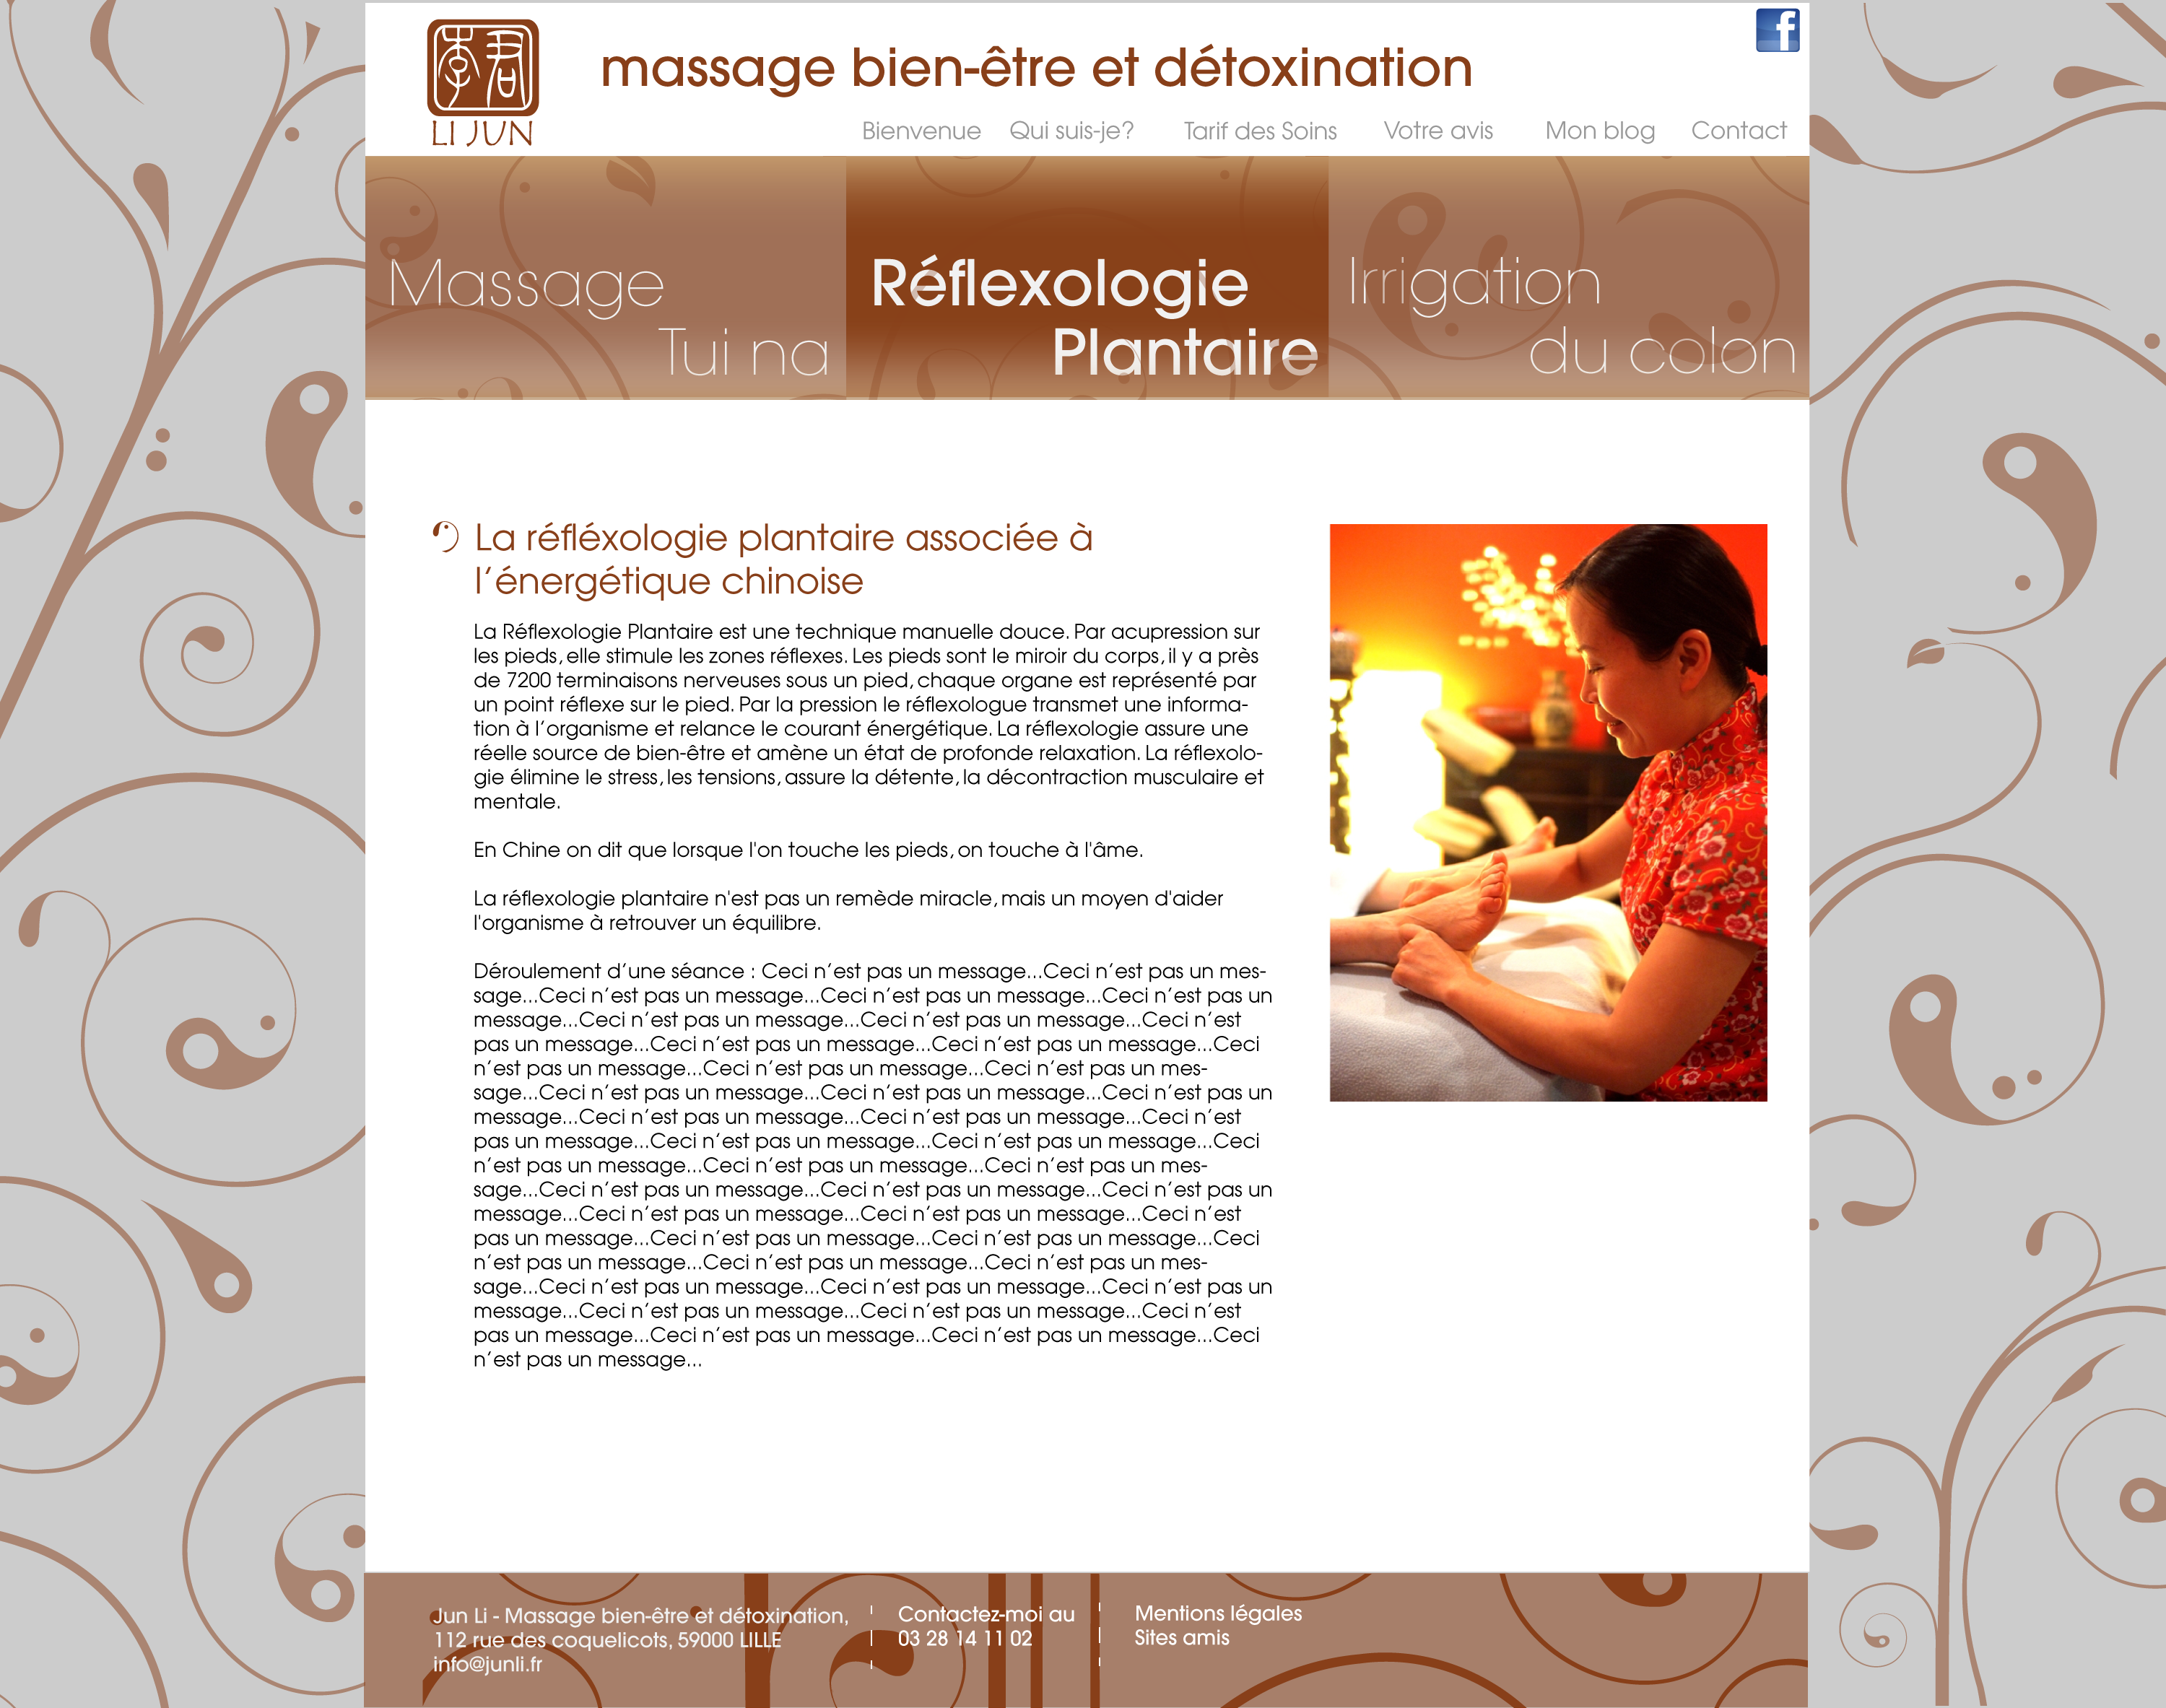 LI JUN
massage bien-être et détoxination
f
Bienvenue Qui suis-je? Tarif des Soins Votre avis Mon blog Contact
Massage
Tui na
Réflexologie
Plantaire
Irrigation
du colon
La réfléxologie plantaire associée à
l’énergétique chinoise
La Réflexologie Plantaire est une technique manuelle douce. Par acupression sur
les pieds, elle stimule les zones réflexes. Les pieds sont le miroir du corps, il y a près
de 7200 terminaisons nerveuses sous un pied, chaque organe est représenté par
un point réflexe sur le pied. Par la pression le réflexologue transmet une informa-
tion à l’organisme et relance le courant énergétique. La réflexologie assure une
réelle source de bien-être et amène un état de profonde relaxation. La réflexolo-
gie élimine le stress, les tensions, assure la détente, la décontraction musculaire et
mentale.
En Chine on dit que lorsque l'on touche les pieds, on touche à l'âme.
La réflexologie plantaire n'est pas un remède miracle, mais un moyen d'aider
l'organisme à retrouver un équilibre.
Déroulement d’une séance : Ceci n’est pas un message...Ceci n’est pas un mes-
sage...Ceci n’est pas un message...Ceci n’est pas un message...Ceci n’est pas un
message...Ceci n’est pas un message...Ceci n’est pas un message...Ceci n’est
pas un message...Ceci n’est pas un message...Ceci n’est pas un message...Ceci
n’est pas un message...Ceci n’est pas un message...Ceci n’est pas un mes-
sage...Ceci n’est pas un message...Ceci n’est pas un message...Ceci n’est pas un
message...Ceci n’est pas un message...Ceci n’est pas un message...Ceci n’est
pas un message...Ceci n’est pas un message...Ceci n’est pas un message...Ceci
n’est pas un message...Ceci n’est pas un message...Ceci n’est pas un mes-
sage...Ceci n’est pas un message...Ceci n’est pas un message...Ceci n’est pas un
message...Ceci n’est pas un message...Ceci n’est pas un message...Ceci n’est
pas un message...Ceci n’est pas un message...Ceci n’est pas un message...Ceci
n’est pas un message...Ceci n’est pas un message...Ceci n’est pas un mes-
sage...Ceci n’est pas un message...Ceci n’est pas un message...Ceci n’est pas un
message...Ceci n’est pas un message...Ceci n’est pas un message...Ceci n’est
pas un message...Ceci n’est pas un message...Ceci n’est pas un message...Ceci
n’est pas un message...
Jun Li - Massage bien-être et détoxination,
112 rue des coquelicots, 59000 LILLE
info@junli.fr
Contactez-moi au
03 28 14 11 02
Mentions légales
Sites amis